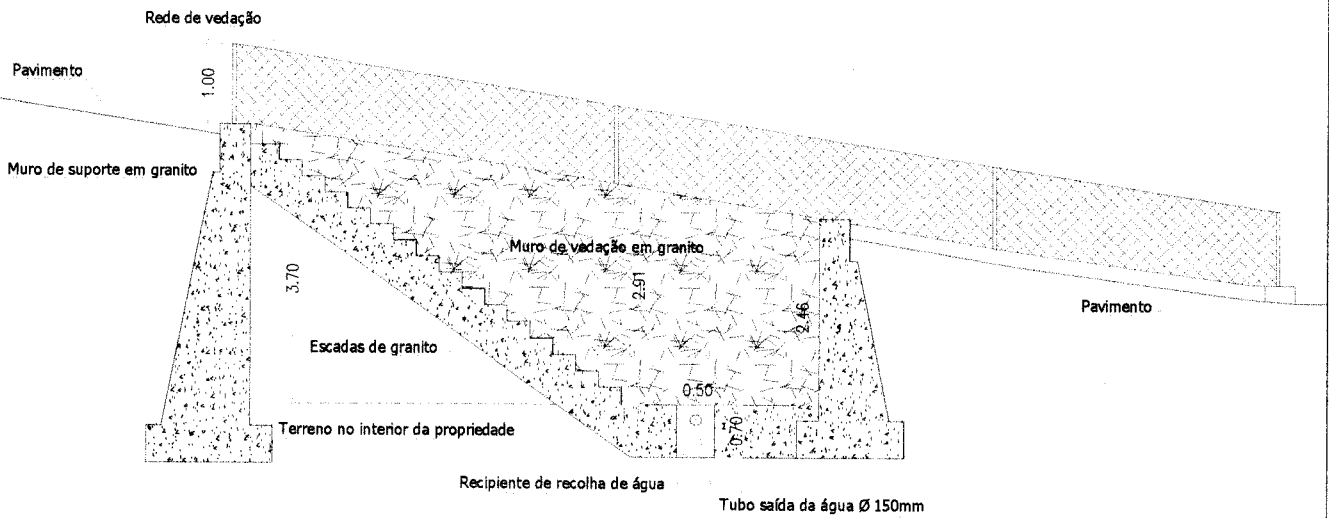 Rede de vedação
Pavimento
1.00
Muro de suporte em granito
Muro de vedação em granito
3.70
2.91
2.46
Pavimento
Escadas de granito
0.50
0.70
Terreno no interior da propriedade
Recipiente de recolha de água
Tubo saída da água Ø 150mm